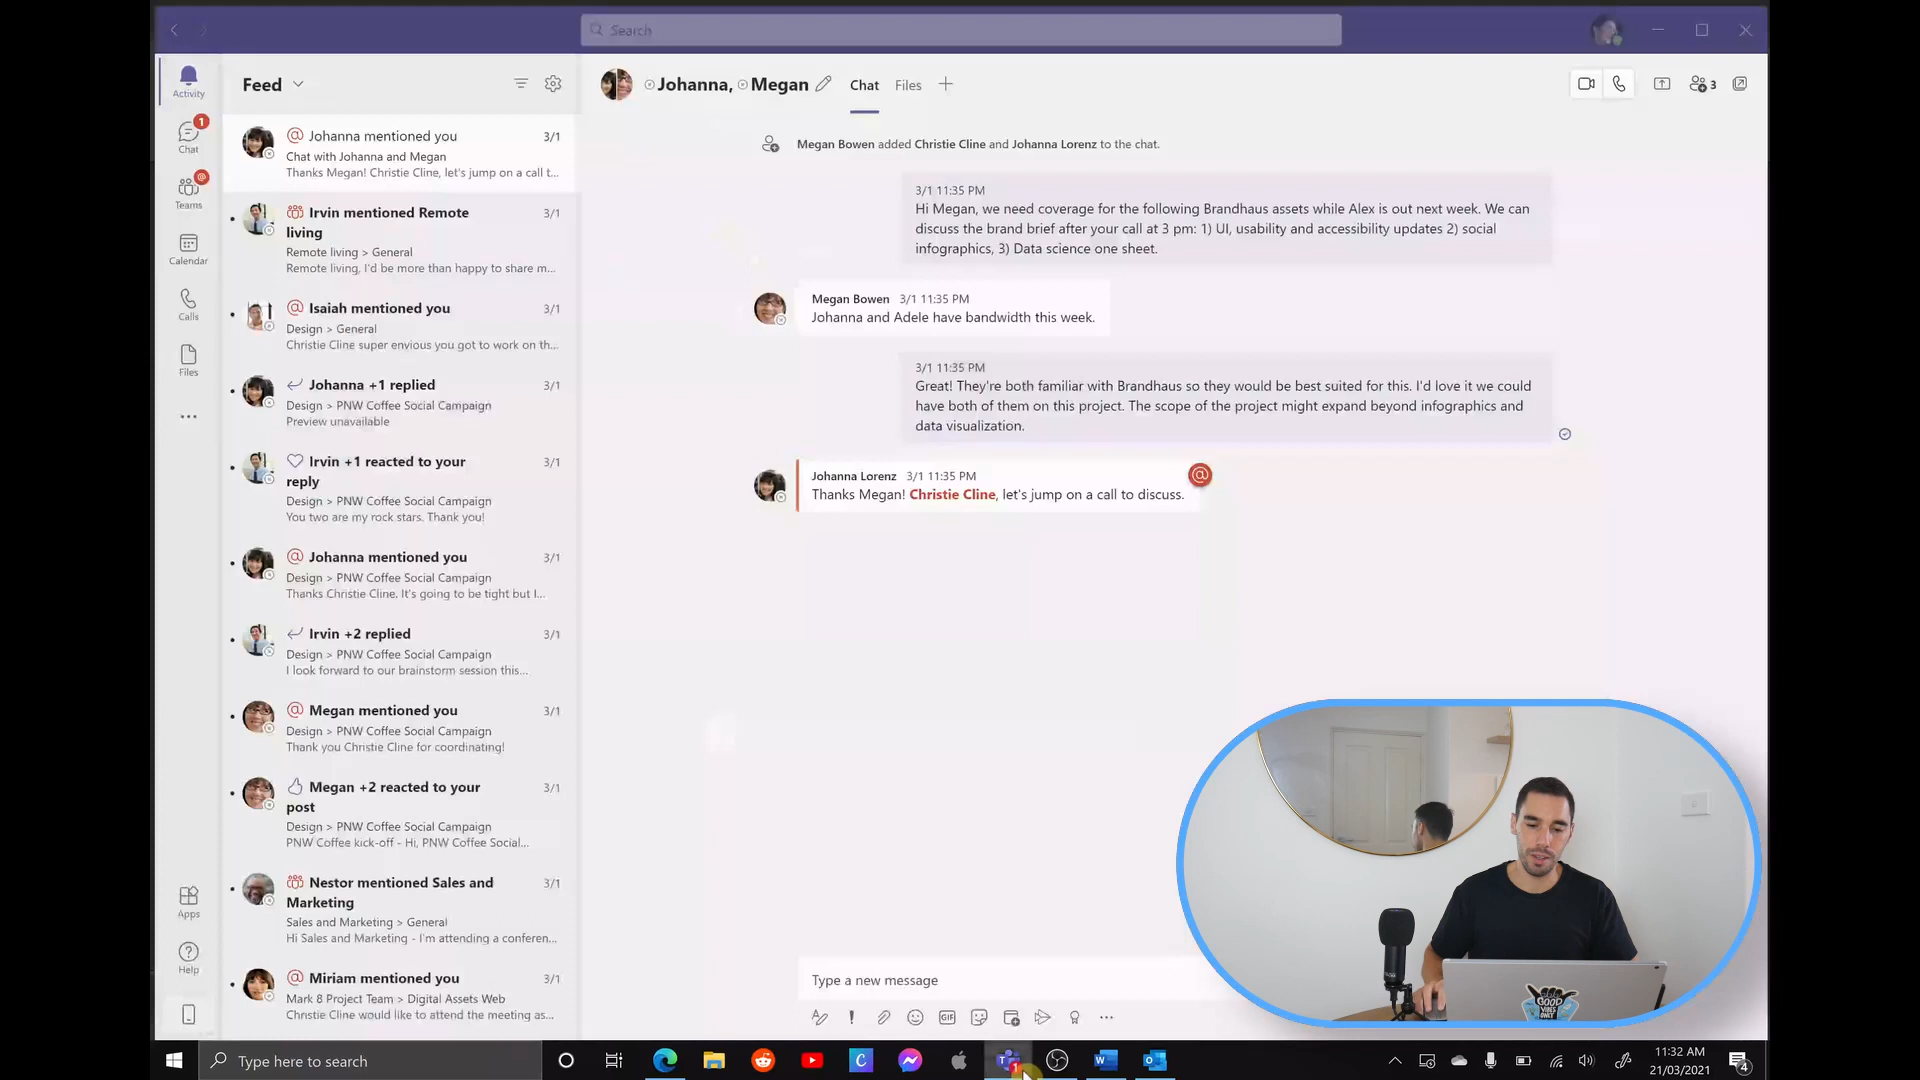 Search
Activity
1
Chat
Teams
Calendar
Calls
Files
Apps
Help
Feed
Johanna mentioned you 3/1
Chat with Johanna and Megan
Thanks Megan! Christie Cline, let's jump on a call t...
Irvin mentioned Remote living 3/1
Remote living > General
Remote living, I'd be more than happy to share m...
Isaiah mentioned you 3/1
Design > General
Christie Cline super envious you got to work on th...
Johanna +1 replied 3/1
Design > PNW Coffee Social Campaign
Preview unavailable
Irvin +1 reacted to your reply 3/1
Design > PNW Coffee Social Campaign
You two are my rock stars. Thank you!
Johanna mentioned you 3/1
Design > PNW Coffee Social Campaign
Thanks Christie Cline. It's going to be tight but I...
Irvin +2 replied 3/1
Design > PNW Coffee Social Campaign
I look forward to our brainstorm session this...
Megan mentioned you 3/1
Design > PNW Coffee Social Campaign
Thank you Christie Cline for coordinating!
Megan +2 reacted to your post 3/1
Design > PNW Coffee Social Campaign
PNW Coffee kick-off - Hi, PNW Coffee Social...
Nestor mentioned Sales and Marketing 3/1
Sales and Marketing > General
Hi Sales and Marketing - I'm attending a conferen...
Miriam mentioned you 3/1
Mark 8 Project Team > Digital Assets Web
Christie Cline would like to attend the meeting as...
Johanna, Megan Chat Files 3
Megan Bowen added Christie Cline and Johanna Lorenz to the chat.
3/1 11:35 PM
Hi Megan, we need coverage for the following Brandhaus assets while Alex is out next week. We can
discuss the brand brief after your call at 3 pm: 1) UI, usability and accessibility updates 2) social
infographics, 3) Data science one sheet.
Megan Bowen 3/1 11:35 PM
Johanna and Adele have bandwidth this week.
3/1 11:35 PM
Great! They're both familiar with Brandhaus so they would be best suited for this. I'd love it we could
have both of them on this project. The scope of the project might expand beyond infographics and
data visualization.
Johanna Lorenz 3/1 11:35 PM
Thanks Megan! Christie Cline, let's jump on a call to discuss.
Type a new message
GIF
GOOD
VIBES
ONLY
Type here to search
11:32 AM
21/03/2021
4